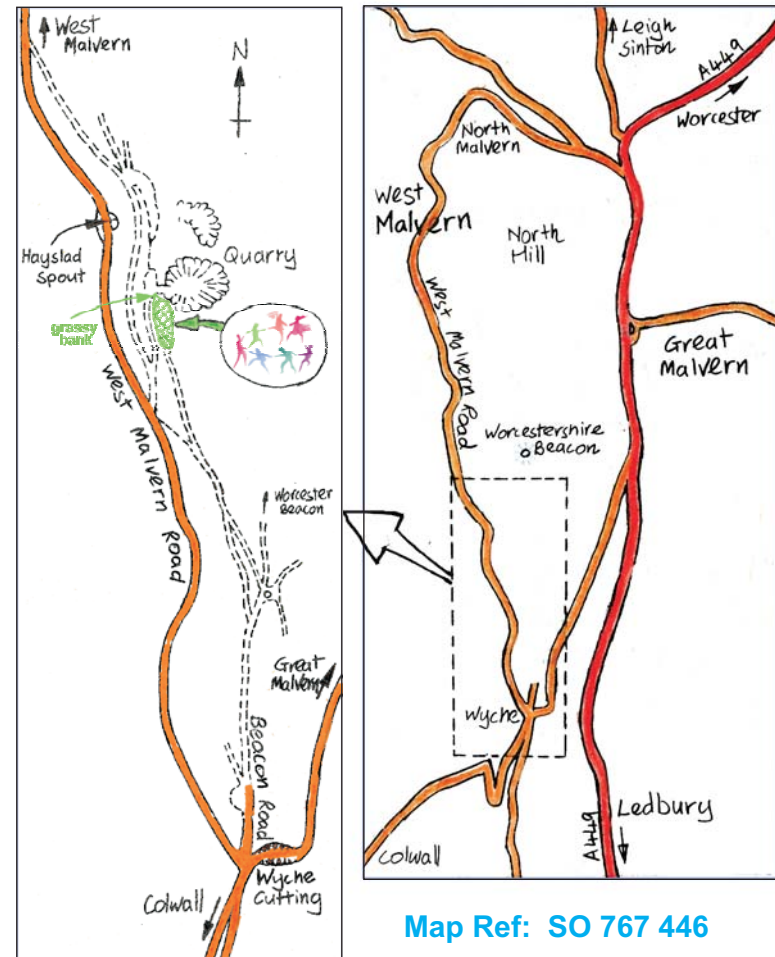 West
Malvern
N
Hayslad
Spout
Quarry
grassy
bank
West Malvern Road
Worcester
Beacon
Great
Malvern
Beacon Road
Wyche
Cutting
Colwall
Leigh
Sinton
A449
Worcester
North
Malvern
West
Malvern
North
Hill
West Malvern Road
Great
Malvern
Worcestershire
Beacon
Wyche
Ledbury
A449
Colwall
Map Ref: SO 767 446